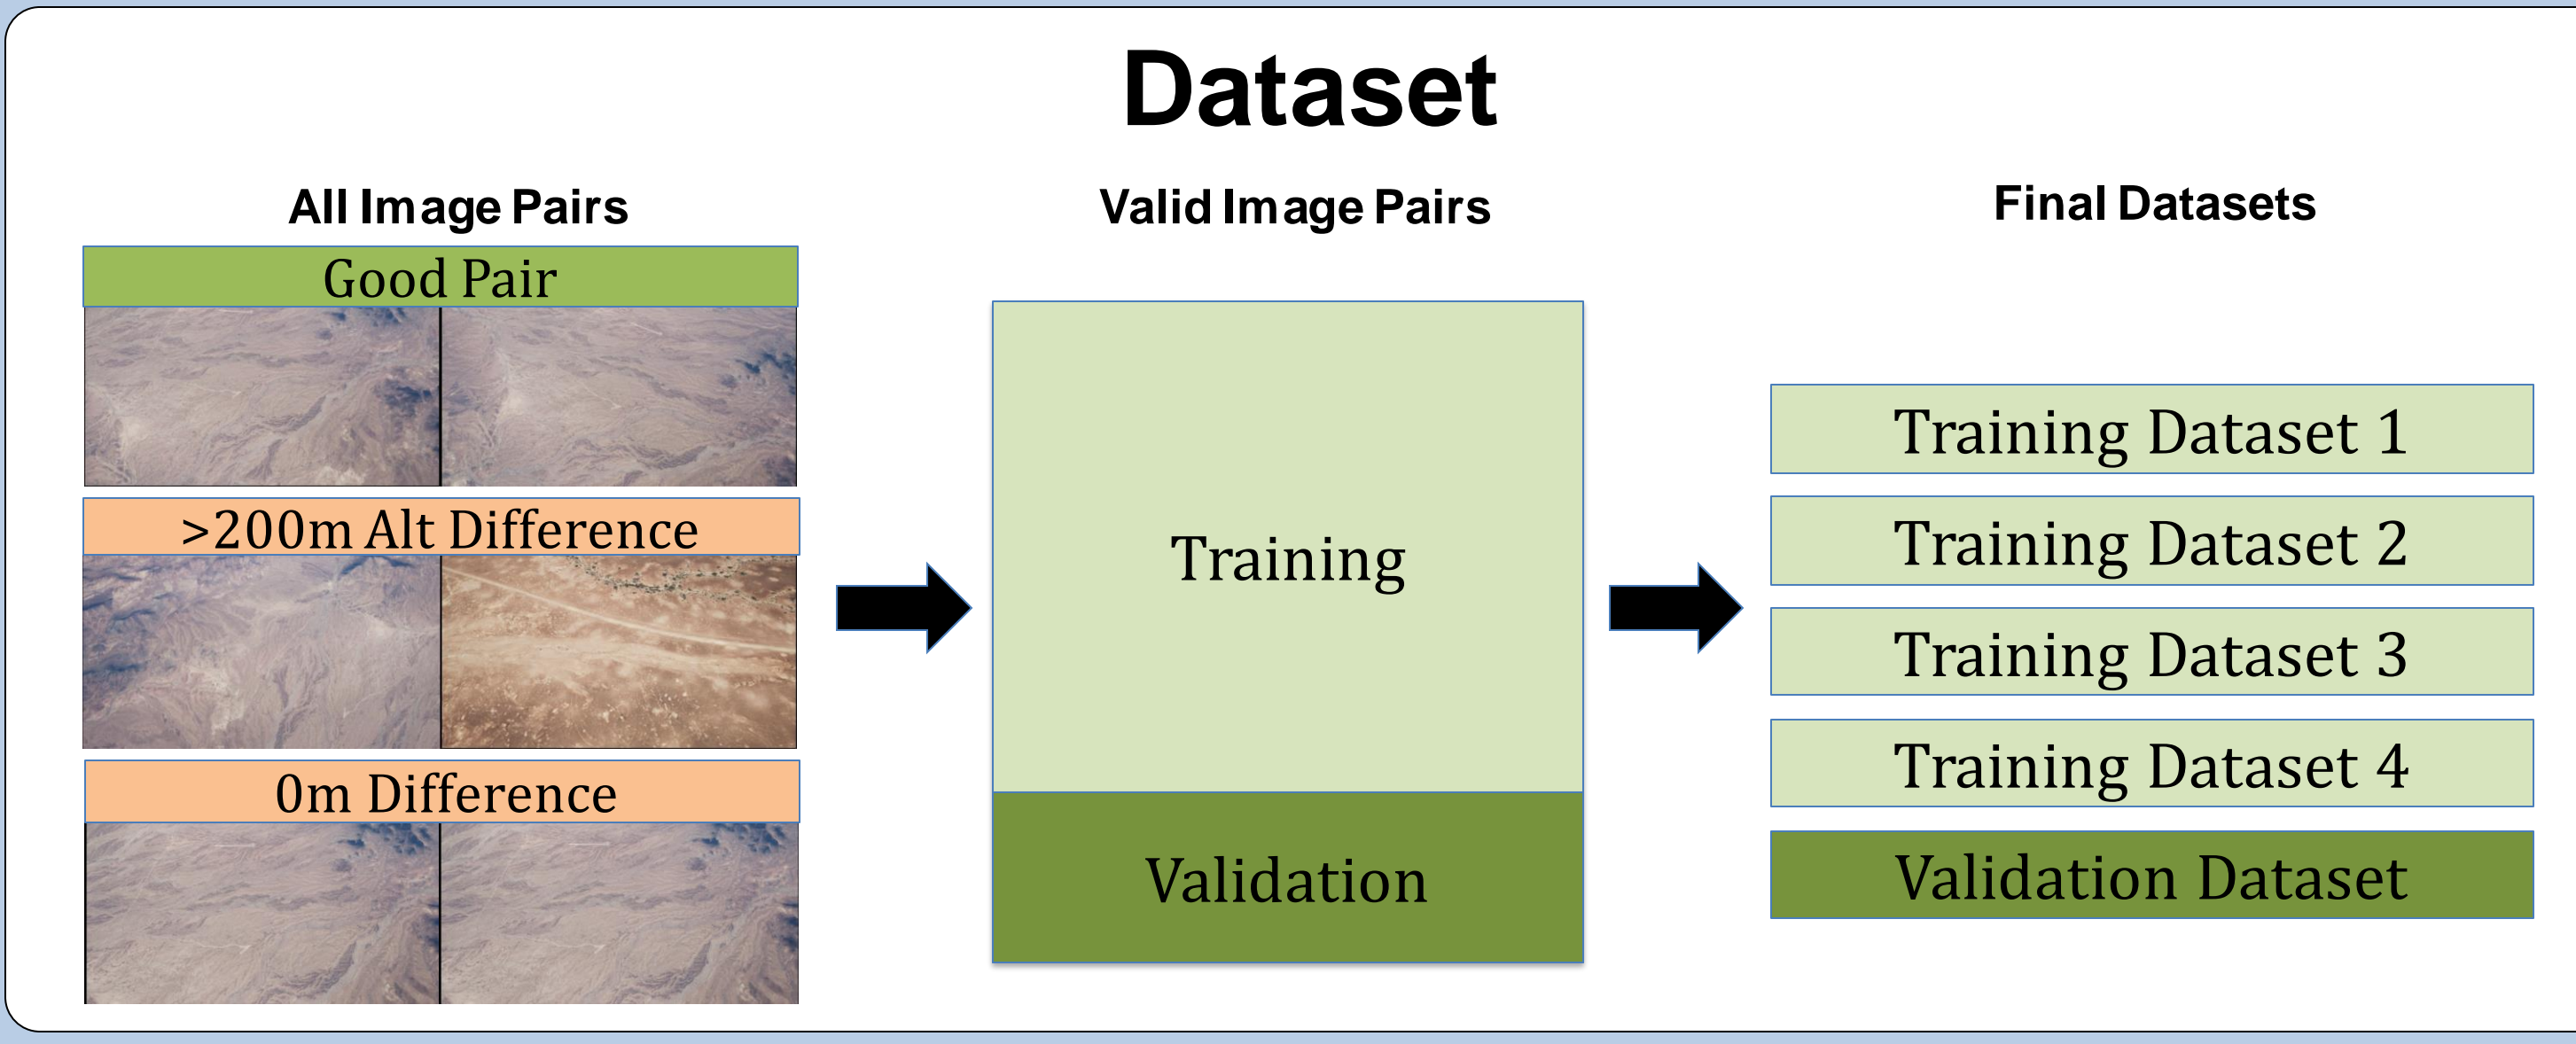 Dataset
All Image Pairs
Good Pair
>200m Alt Difference
0m Difference
Valid Image Pairs
Training
Validation
Final Datasets
Training Dataset 1
Training Dataset 2
Training Dataset 3
Training Dataset 4
Validation Dataset